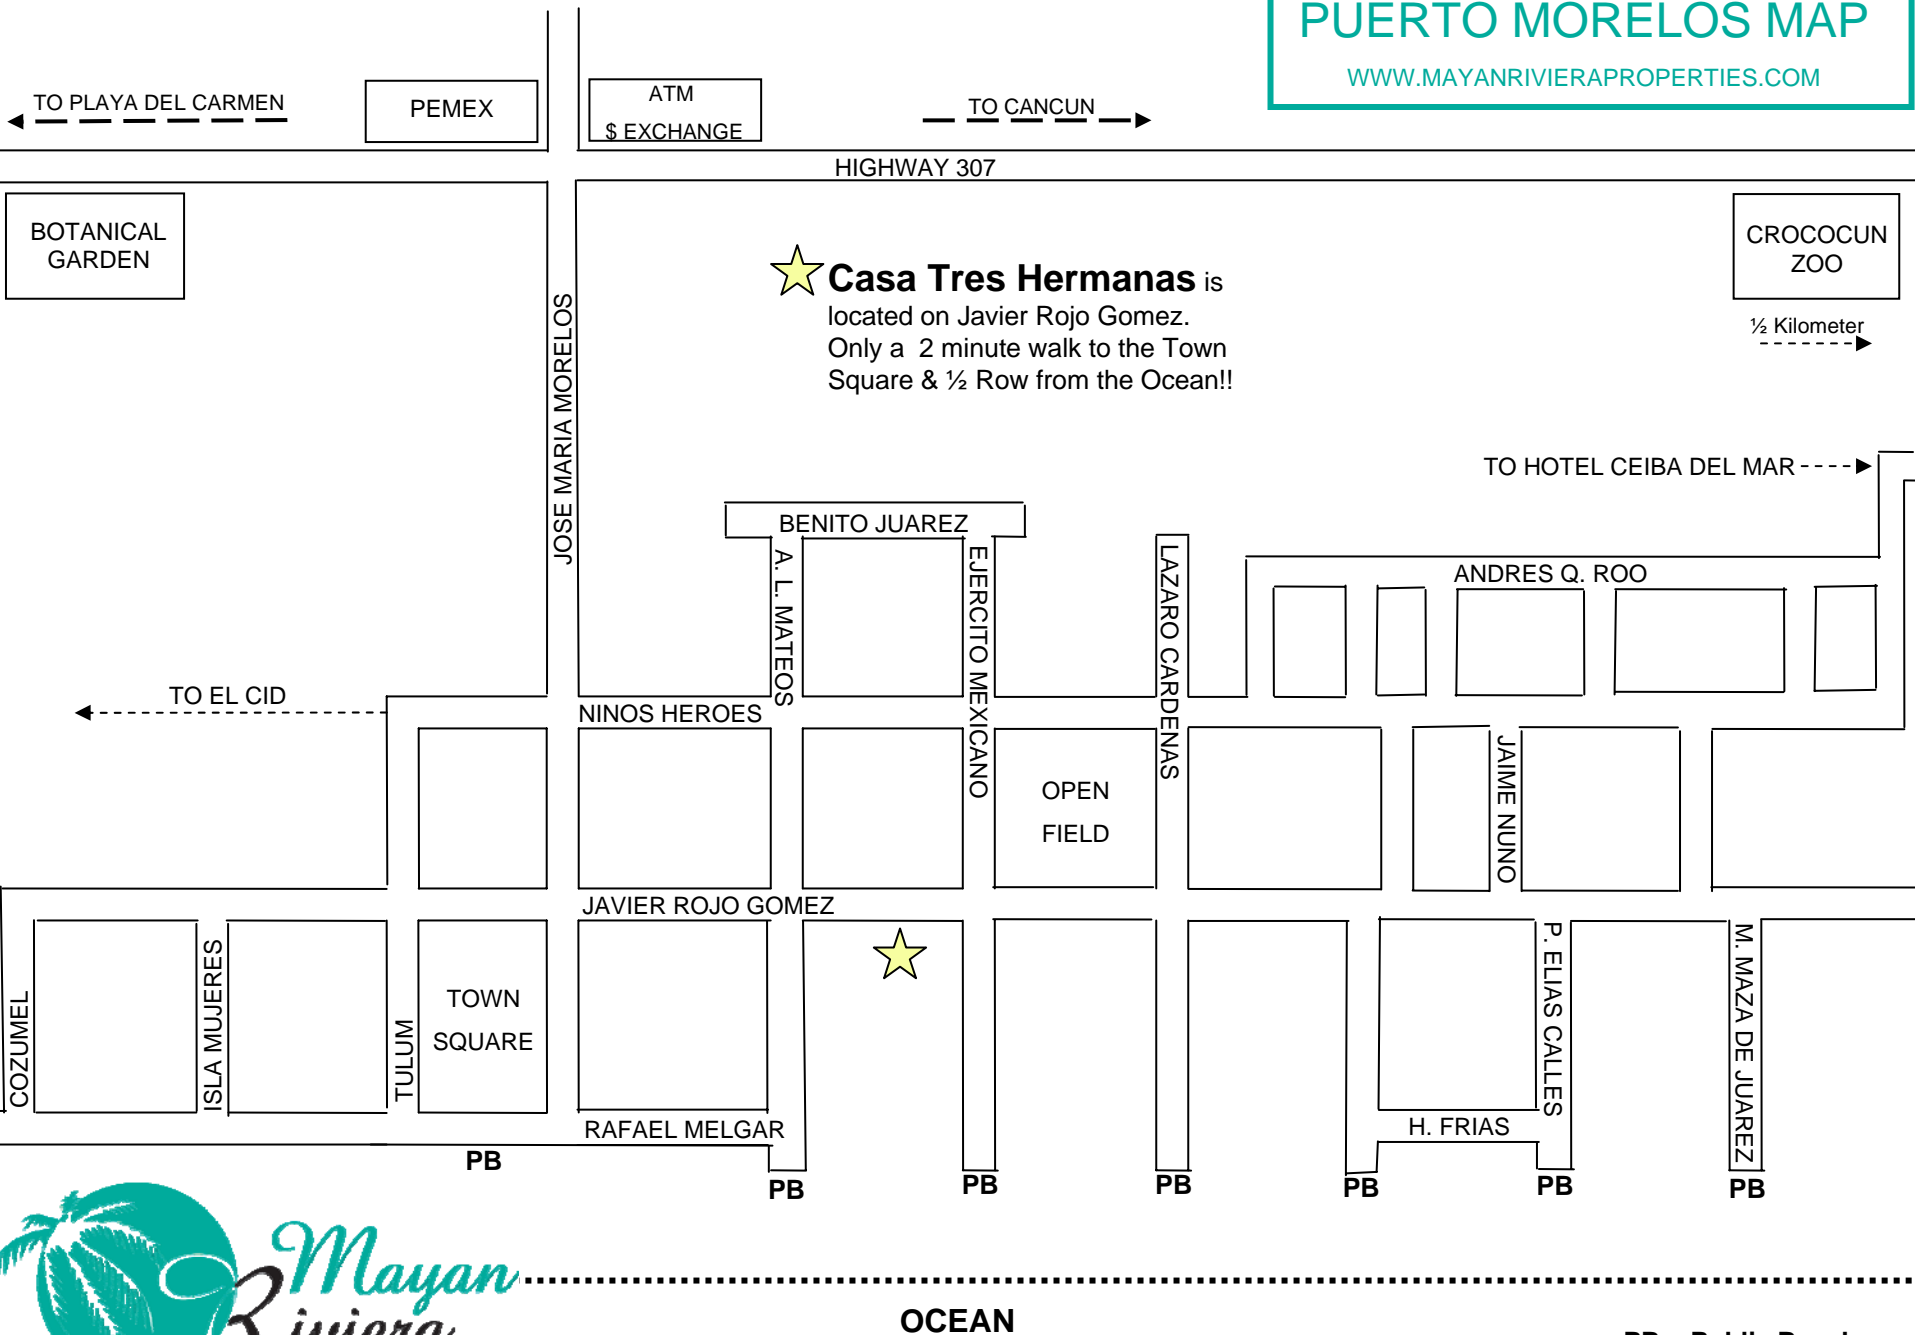 PUERTO MORELOS MAP
WWW.MAYANRIVIERAPROPERTIES.COM
TO PLAYA DEL CARMEN
PEMEX
ATM
$ EXCHANGE
TO CANCUN
HIGHWAY 307
BOTANICAL
GARDEN
CROCOCUN
ZOO
½ Kilometer
Casa Tres Hermanas is
located on Javier Rojo Gomez.
Only a 2 minute walk to the Town
Square & ½ Row from the Ocean!!
JOSE MARIA MORELOS
TO HOTEL CEIBA DEL MAR
BENITO JUAREZ
A. L. MATEOS
EJERCITO MEXICANO
LAZARO CARDENAS
ANDRES Q. ROO
TO EL CID
NINOS HEROES
OPEN
FIELD
JAIME NUNO
JAVIER ROJO GOMEZ
COZUMEL
ISLA MUJERES
TULUM
TOWN
SQUARE
P. ELIAS CALLES
M. MAZA DE JUAREZ
RAFAEL MELGAR
H. FRIAS
PB
PB
PB
PB
PB
PB
PB
Mayan
Riviera
OCEAN